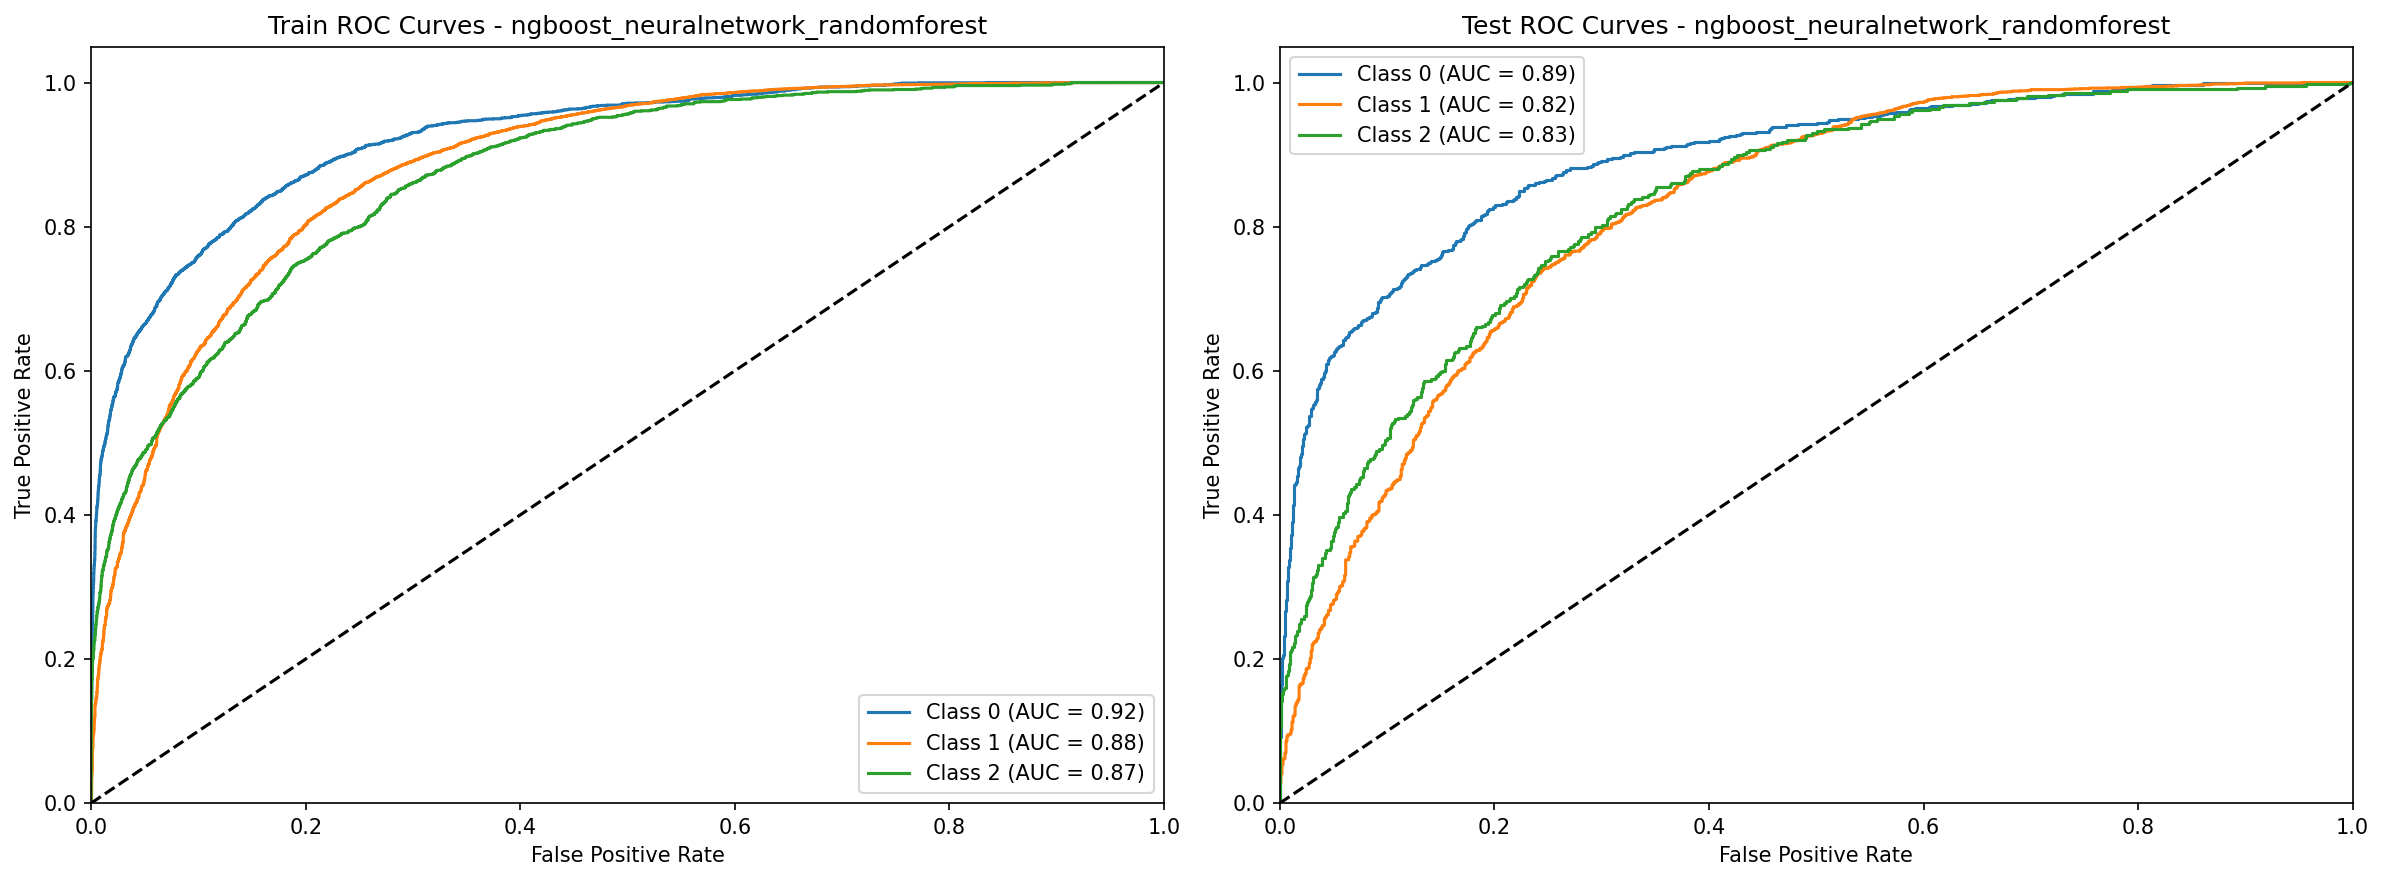 Train ROC Curves - ngboost_neuralnetwork_randomforest
True Positive Rate
1.0
0.8
0.6
0.4
0.2
0.0
Class 0 (AUC = 0.92)
Class 1 (AUC = 0.88)
Class 2 (AUC = 0.87)
0.0 0.2 0.4 0.6 0.8 1.0
False Positive Rate
Test ROC Curves - ngboost_neuralnetwork_randomforest
True Positive Rate
1.0
0.8
0.6
0.4
0.2
0.0
Class 0 (AUC = 0.89)
Class 1 (AUC = 0.82)
Class 2 (AUC = 0.83)
0.0 0.2 0.4 0.6 0.8 1.0
False Positive Rate